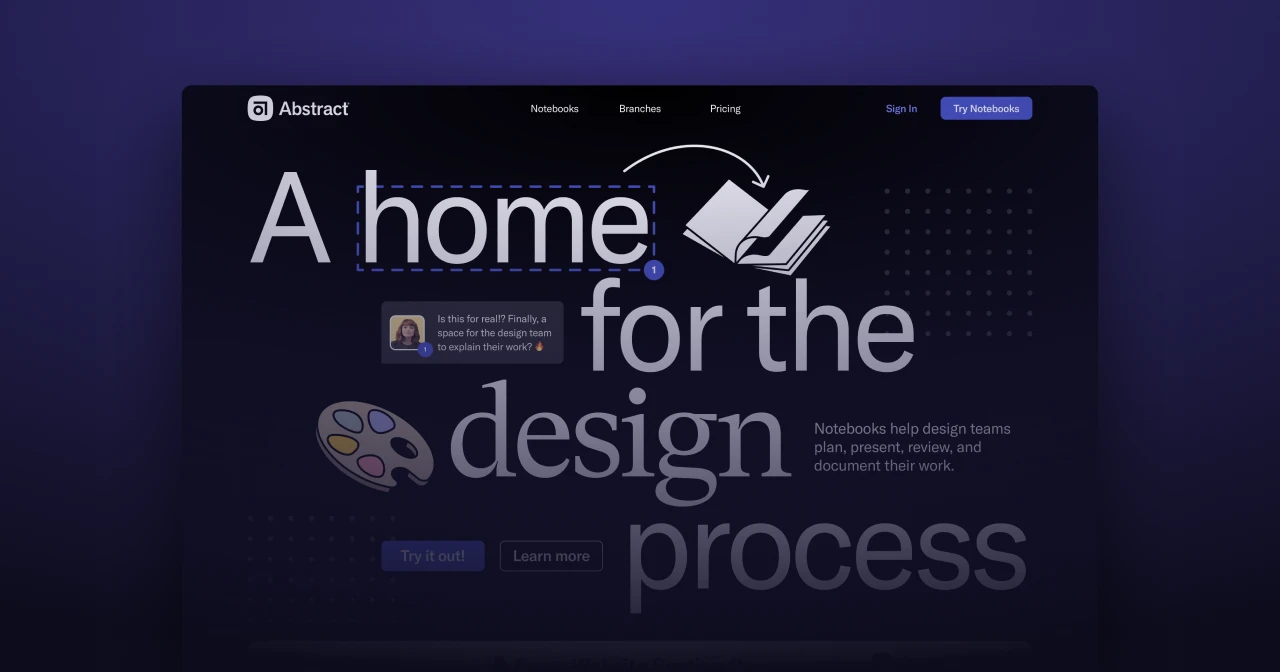 Abstract
Notebooks
Branches
Pricing
Sign In
Try Notebooks
A home
1
for the
Is this for real!? Finally, a
space for the design team
to explain their work? 🔥
1
design
Notebooks help design teams
plan, present, review, and
document their work.
process
Try it out!
Learn more